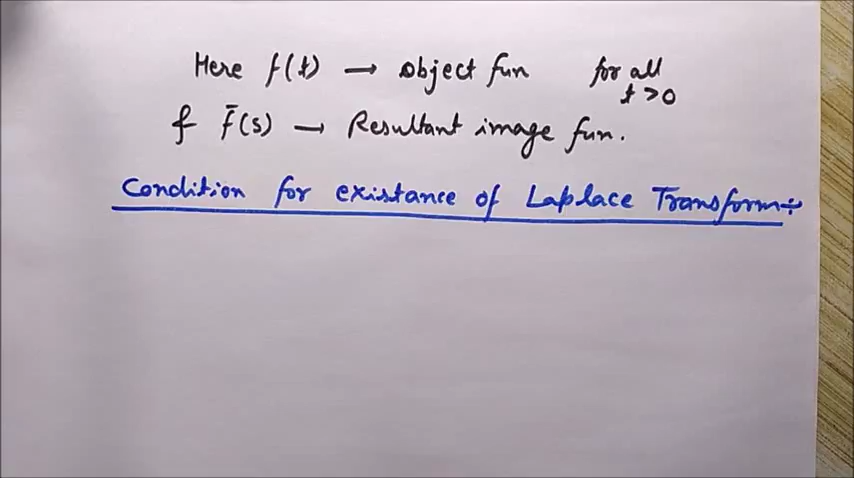 Here f(t) → object fun for all t > 0
& F̄(s) → Resultant image fun.
Condition for existance of Laplace Transform÷